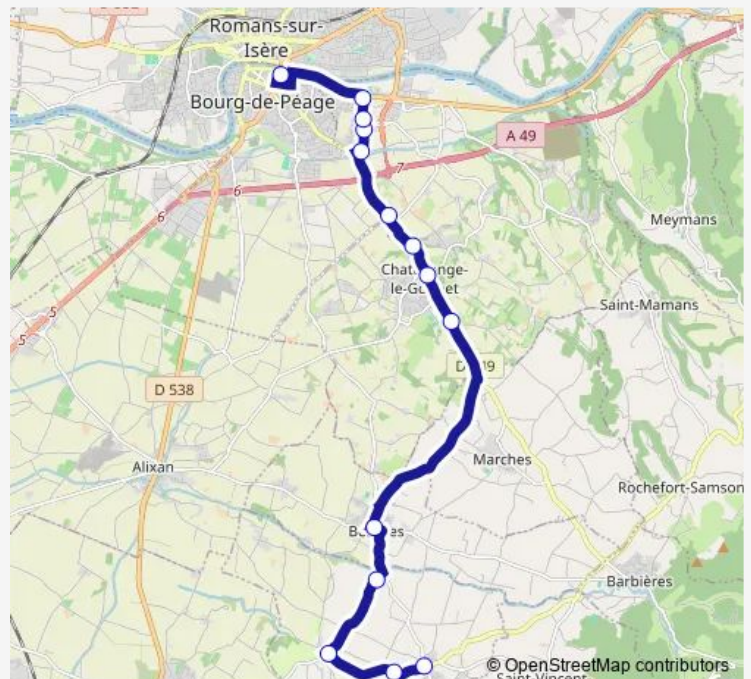 Romans-sur-
Isère
Bourg-de-Péage
A 49
7
6
6
Meymans
Saint-Mamans
5
5
D 538
Alixan
Marches
Rochefort-Samson
Barbières
© OpenStreetMap contributors